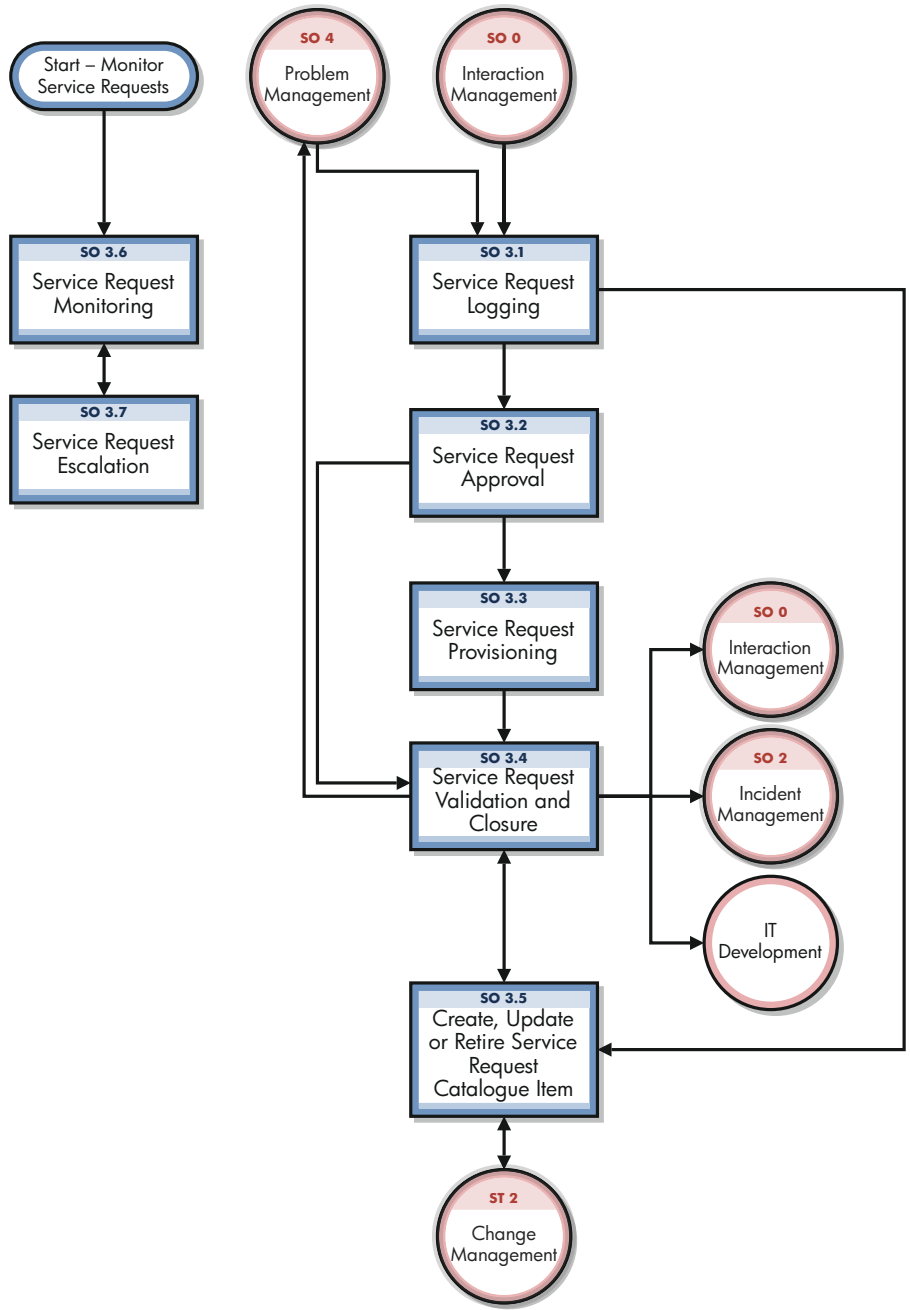 Start – Monitor
Service Requests
SO 4
Problem
Management
SO 0
Interaction
Management
SO 3.6
Service Request
Monitoring
SO 3.1
Service Request
Logging
SO 3.7
Service Request
Escalation
SO 3.2
Service Request
Approval
SO 3.3
Service Request
Provisioning
SO 0
Interaction
Management
SO 3.4
Service Request
Validation and
Closure
SO 2
Incident
Management
IT
Development
SO 3.5
Create, Update
or Retire Service
Request
Catalogue Item
ST 2
Change
Management